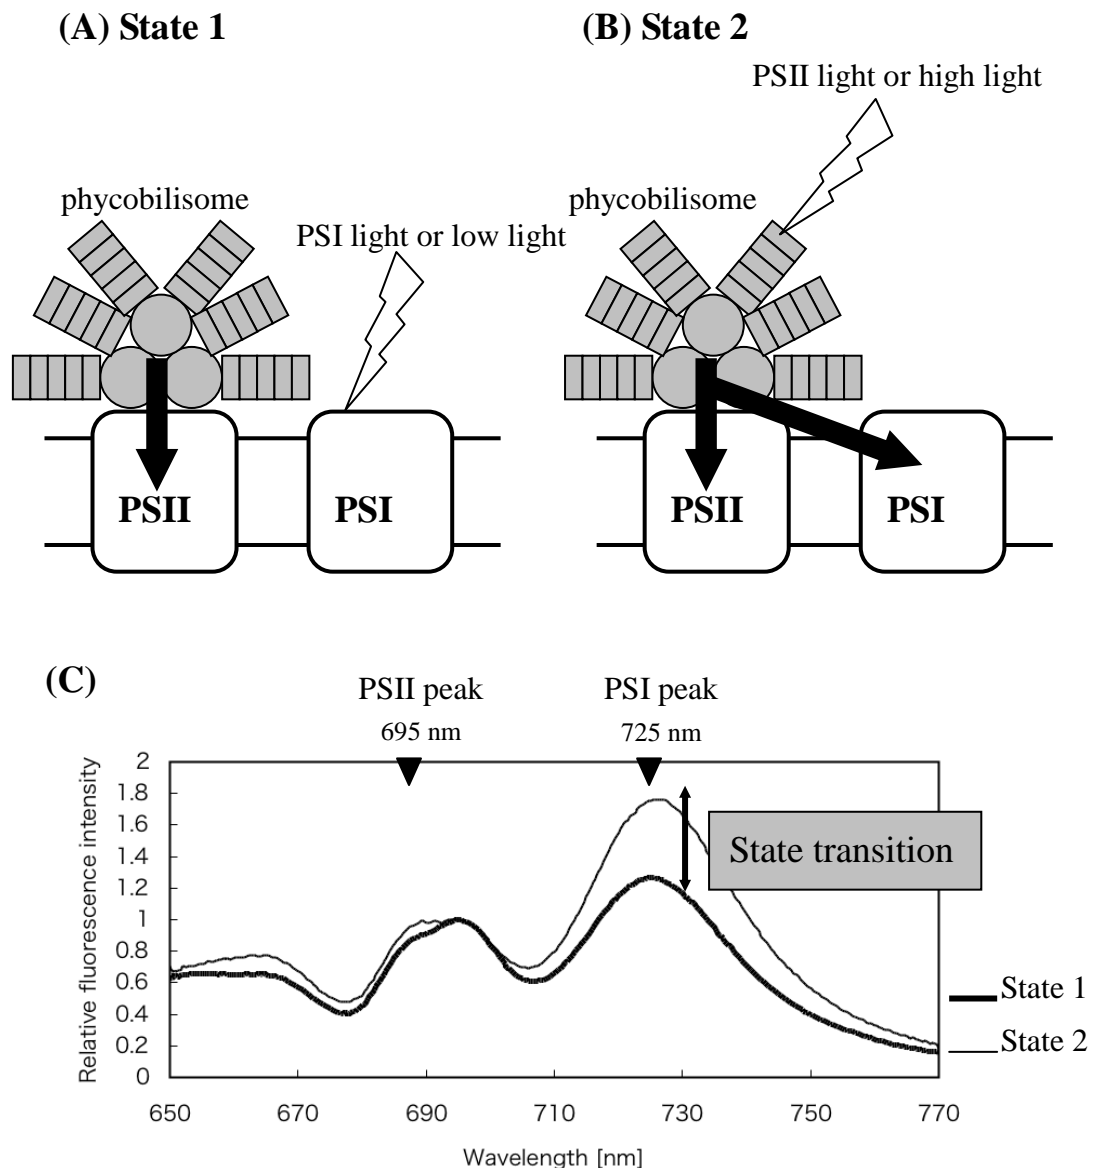 (A) State 1
(B) State 2
PSII light or high light
phycobilisome
phycobilisome
PSI light or low light
PSII
PSI
PSII
PSI
(C)
PSII peak
PSI peak
695 nm
725 nm
Relative fluorescence intensity
2
1.8
1.6
1.4
1.2
1
0.8
0.6
0.4
0.2
0
State transition
State 1
State 2
650 670 690 710 730 750 770
Wavelength [nm]